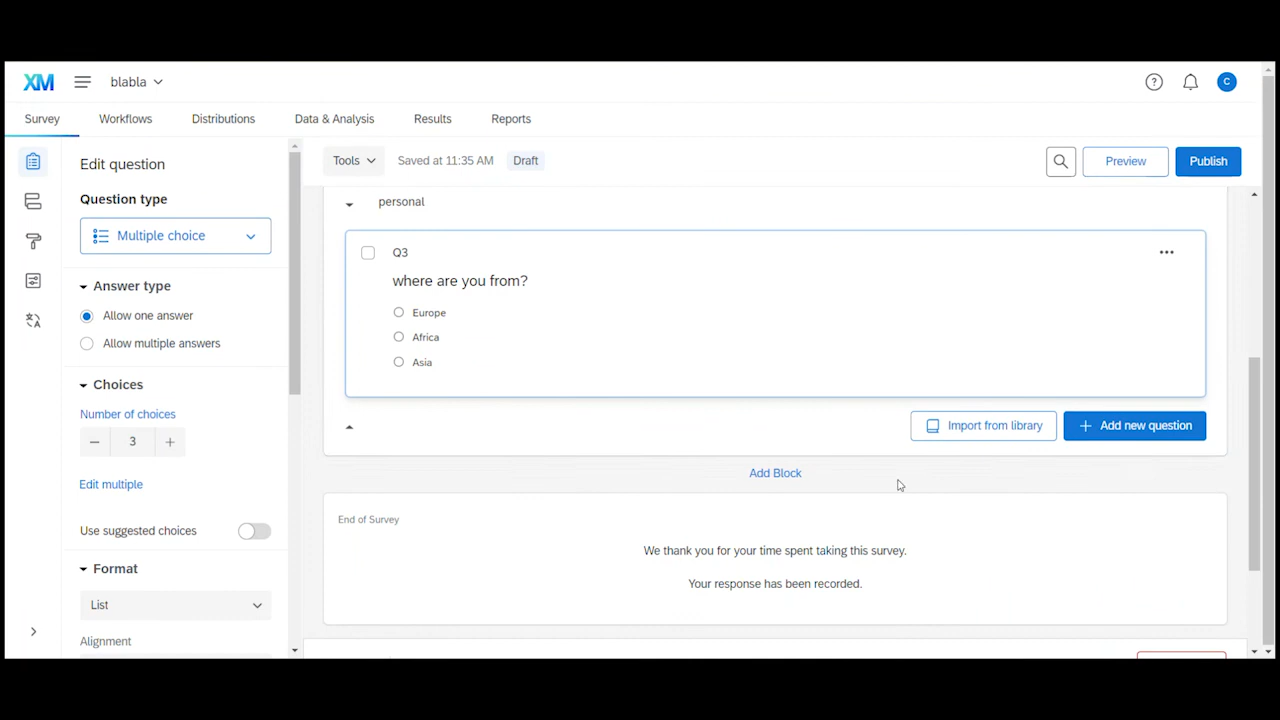 XM
blabla
C
Survey
Workflows
Distributions
Data & Analysis
Results
Reports
Edit question
Question type
Multiple choice
Answer type
Allow one answer
Allow multiple answers
Choices
Number of choices
3
Edit multiple
Use suggested choices
Format
List
Alignment
Tools
Saved at 11:35 AM
Draft
Preview
Publish
personal
Q3
where are you from?
Europe
Africa
Asia
Import from library
Add new question
Add Block
End of Survey
We thank you for your time spent taking this survey.
Your response has been recorded.